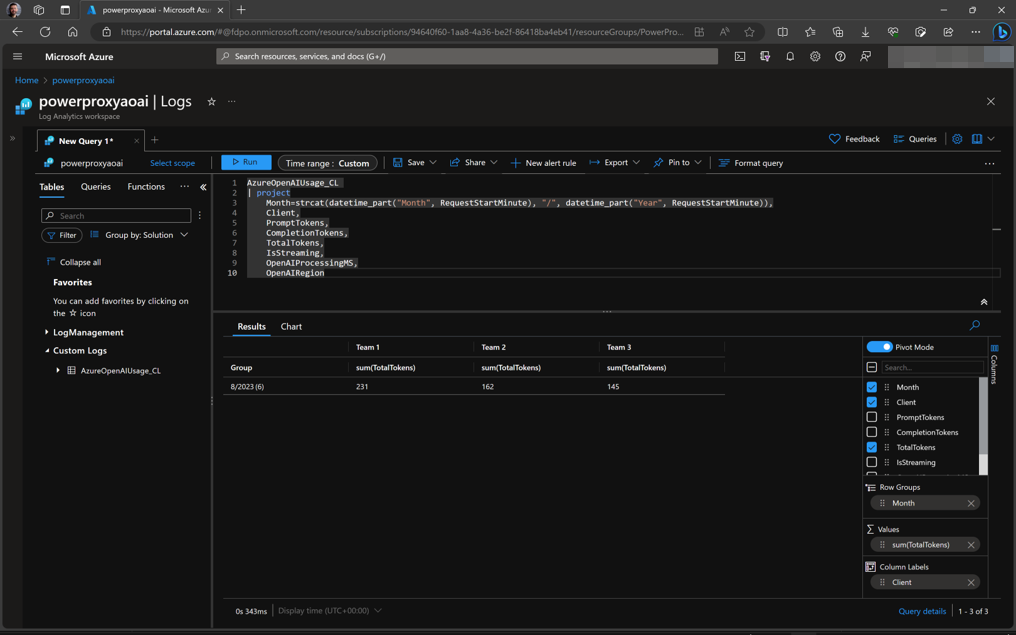 powerproxyaoai - Microsoft Azu
https://portal.azure.com/#@fdpo.onmicrosoft.com/resource/subscriptions/94640f60-1aa8-4a36-be2f-86418ba4eb41/resourceGroups/PowerPro...
Microsoft Azure
Search resources, services, and docs (G+/)
Home > powerproxyaoai
powerproxyaoai | Logs
Log Analytics workspace
New Query 1*
Feedback
Queries
powerproxyaoai
Select scope
Run
Time range : Custom
Save
Share
New alert rule
Export
Pin to
Format query
Tables
Queries
Functions
Search
Filter
Group by: Solution
Collapse all
Favorites
You can add favorites by clicking on
the ☆ icon
LogManagement
Custom Logs
AzureOpenAIUsage_CL
1 AzureOpenAIUsage_CL
2 | project
3 Month=strcat(datetime_part("Month", RequestStartMinute), "/", datetime_part("Year", RequestStartMinute)),
4 Client,
5 PromptTokens,
6 CompletionTokens,
7 TotalTokens,
8 IsStreaming,
9 OpenAIProcessingMS,
10 OpenAIRegion
Results
Chart
Team 1 Team 2 Team 3
Group sum(TotalTokens) sum(TotalTokens) sum(TotalTokens)
8/2023 (6) 231 162 145
Pivot Mode
Search...
Month
Client
PromptTokens
CompletionTokens
TotalTokens
IsStreaming
Row Groups
Month
Values
sum(TotalTokens)
Column Labels
Client
Columns
0s 343ms
Display time (UTC+00:00)
Query details
1 - 3 of 3